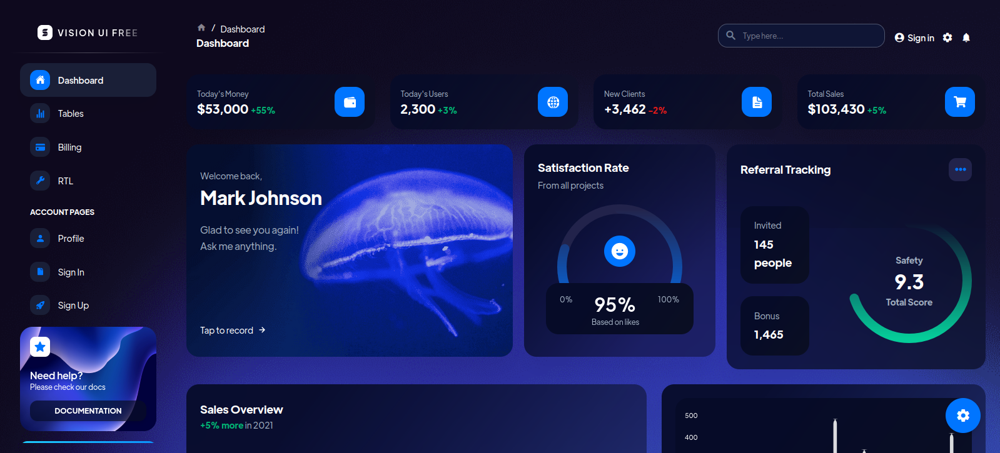 VISION UI FREE
Dashboard
Tables
Billing
RTL
ACCOUNT PAGES
Profile
Sign In
Sign Up
Need help?
Please check our docs
DOCUMENTATION
/ Dashboard
Dashboard
Type here...
Sign in
Today's Money
$53,000 +55%
Today's Users
2,300 +3%
New Clients
+3,462 -2%
Total Sales
$103,430 +5%
Welcome back,
Mark Johnson
Glad to see you again!
Ask me anything.
Tap to record
Satisfaction Rate
From all projects
0% 95% 100%
Based on likes
Referral Tracking
Invited
145
people
Bonus
1,465
Safety
9.3
Total Score
Sales Overview
+5% more in 2021
500
400